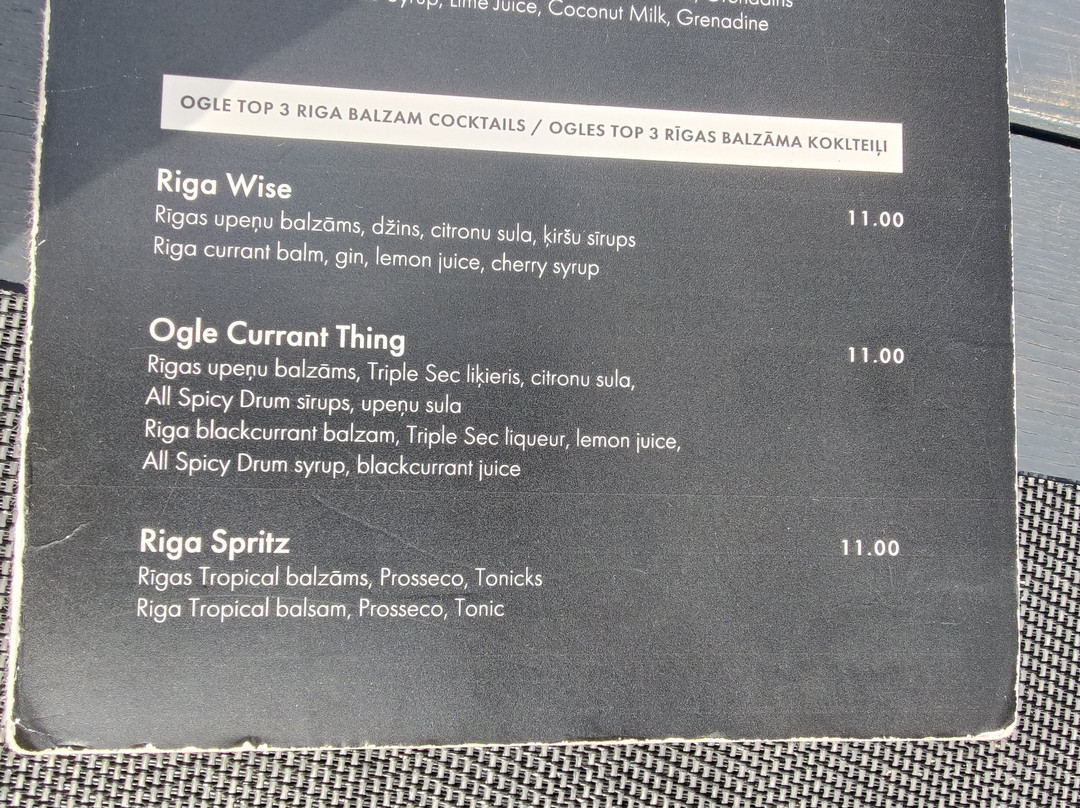 Syrup, Lime Juice, Coconut Milk, Grenadine
OGLE TOP 3 RIGA BALZAM COCKTAILS / OGLES TOP 3 RĪGAS BALZĀMA KOKLTEIĻI
Riga Wise
11.00
Rīgas upeņu balzāms, džins, citronu sula, ķiršu sīrups
Riga currant balm, gin, lemon juice, cherry syrup
Ogle Currant Thing
11.00
Rīgas upeņu balzāms, Triple Sec liķieris, citronu sula,
All Spicy Drum sīrups, upeņu sula
Riga blackcurrant balzam, Triple Sec liqueur, lemon juice,
All Spicy Drum syrup, blackcurrant juice
Riga Spritz
11.00
Rīgas Tropical balzāms, Prosseco, Tonicks
Riga Tropical balsam, Prosseco, Tonic